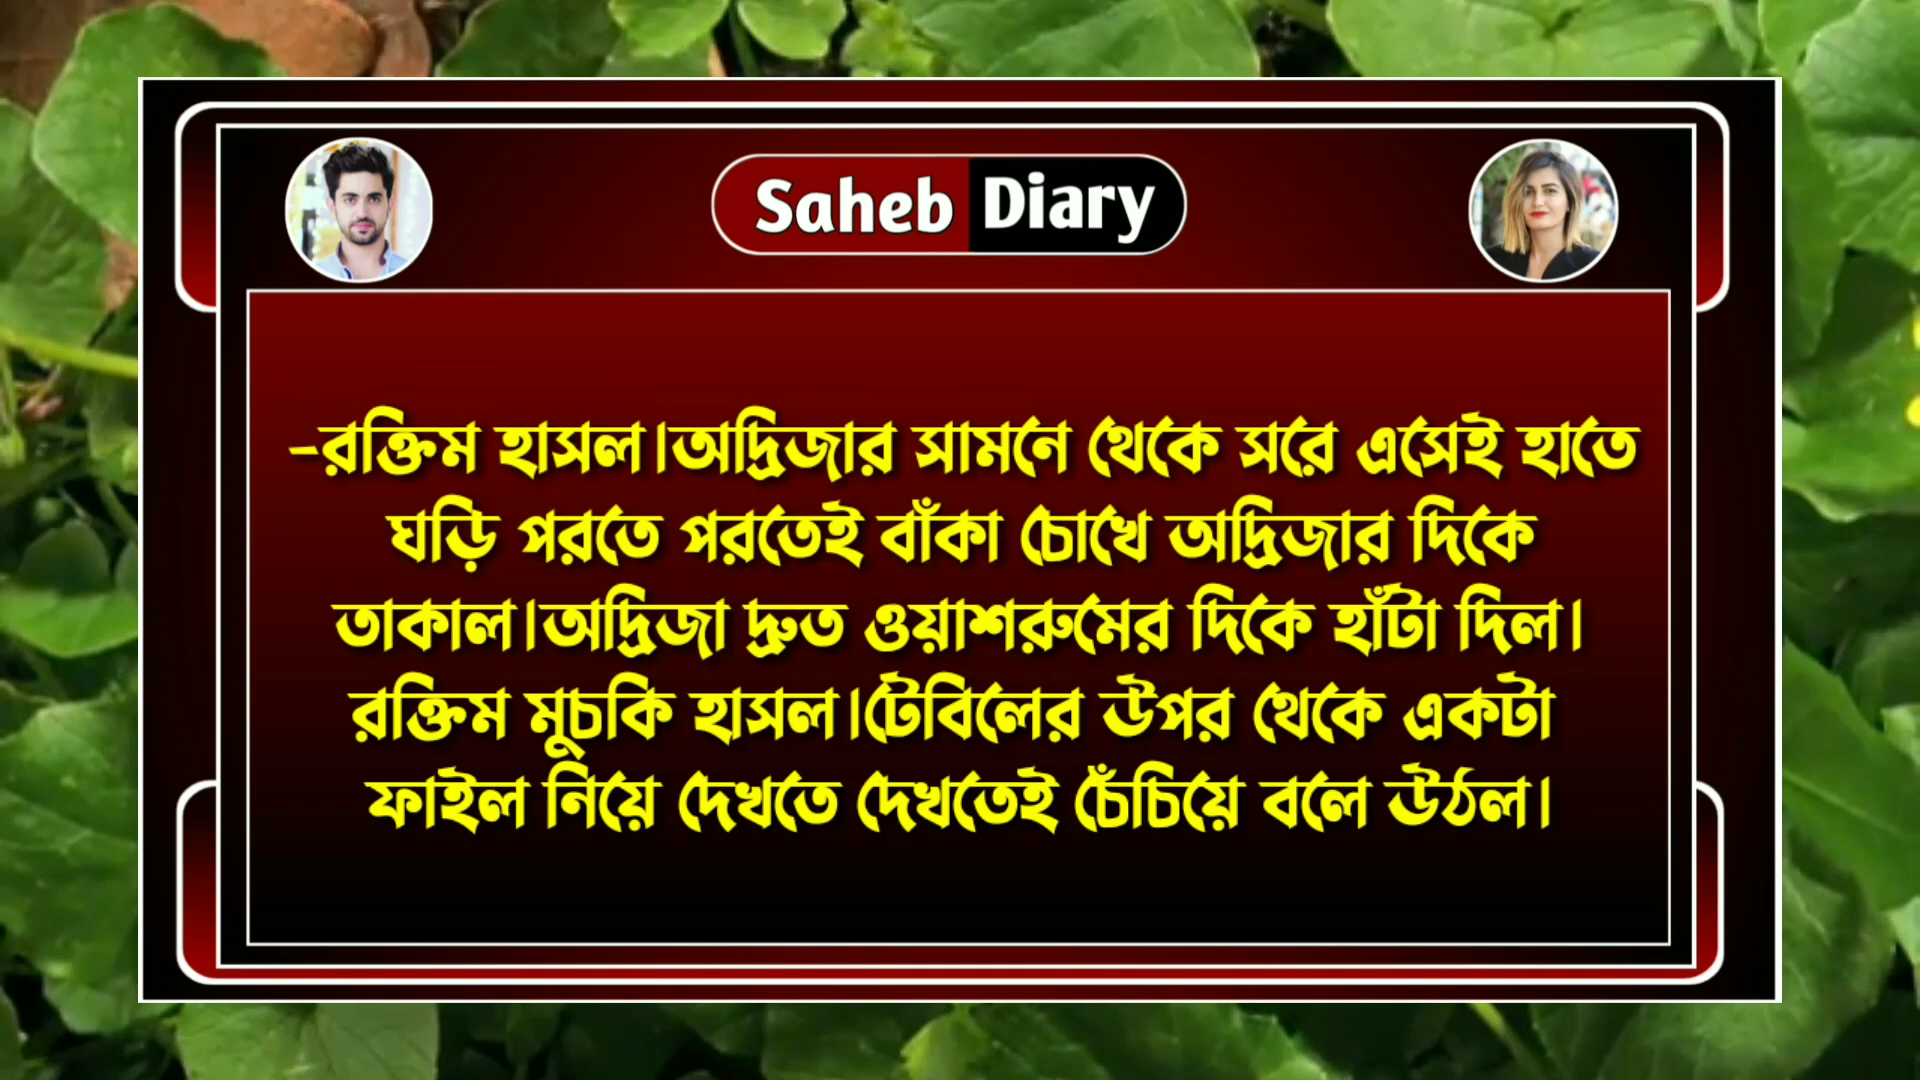 Saheb Diary
-রক্তিম হাসল।অদ্রিজার সামনে থেকে সরে এসেই হাতে
ঘড়ি পরতে পরতেই বাঁকা চোখে অদ্রিজার দিকে
তাকাল।অদ্রিজা দ্রুত ওয়াশরুমের দিকে হাঁটা দিল।
রক্তিম মুচকি হাসল।টেবিলের উপর থেকে একটা
ফাইল নিয়ে দেখতে দেখতেই চেঁচিয়ে বলে উঠল।